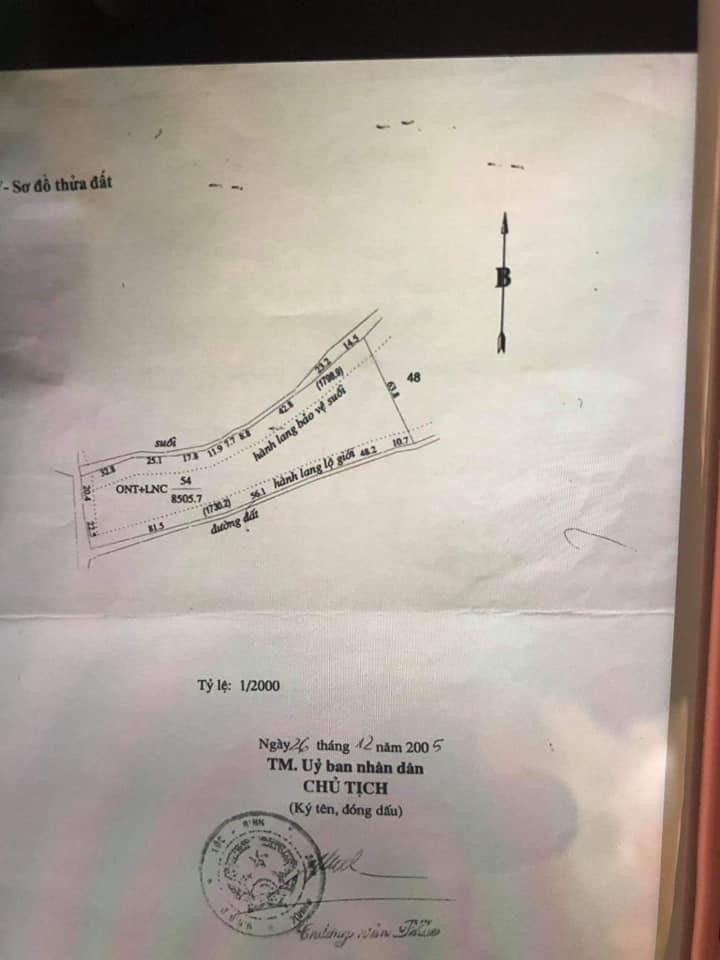 - Sơ đồ thửa đất
B
48
14.5
23.2
(1798.9)
63.8
42.8
hành lang bảo vệ suối
suối
8.8
7.7
11.9
17.8
25.1
32.8
10.7
48.2
hành lang lộ giới
ONT+LNC 54
8505.7
20.4
22.5
56.1
(1730.2)
đường đất
81.5
Tỷ lệ: 1/2000
Ngày 26 tháng 12 năm 2005
TM. Uỷ ban nhân dân
CHỦ TỊCH
(Ký tên, đóng dấu)